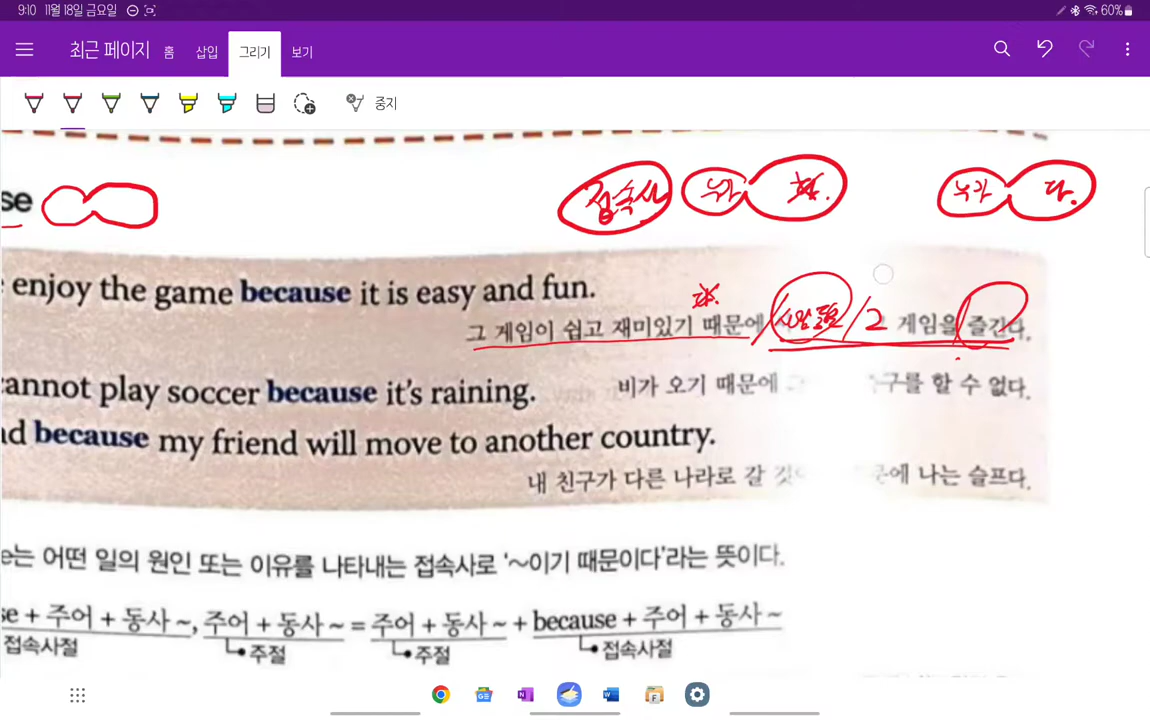 9:10 11월 18일 금요일 60%
최근 페이지 홈 삽입 그리기 보기
중지
se 접속사 누가 누가 다.
enjoy the game because it is easy and fun.
그 게임이 쉽고 재미있기 때문에 사람들은 / 2 게임을 즐긴다.
cannot play soccer because it's raining. 비가 오기 때문에 구를 할 수 없다.
because my friend will move to another country.
내 친구가 다른 나라로 갈 것 문에 나는 슬프다.
는 어떤 일의 원인 또는 이유를 나타내는 접속사로 '~이기 때문이다'라는 뜻이다.
se + 주어 + 동사 ~, 주어 + 동사 ~ = 주어 + 동사 ~ + because + 주어 + 동사 ~
접속사절 주절 주절 접속사절